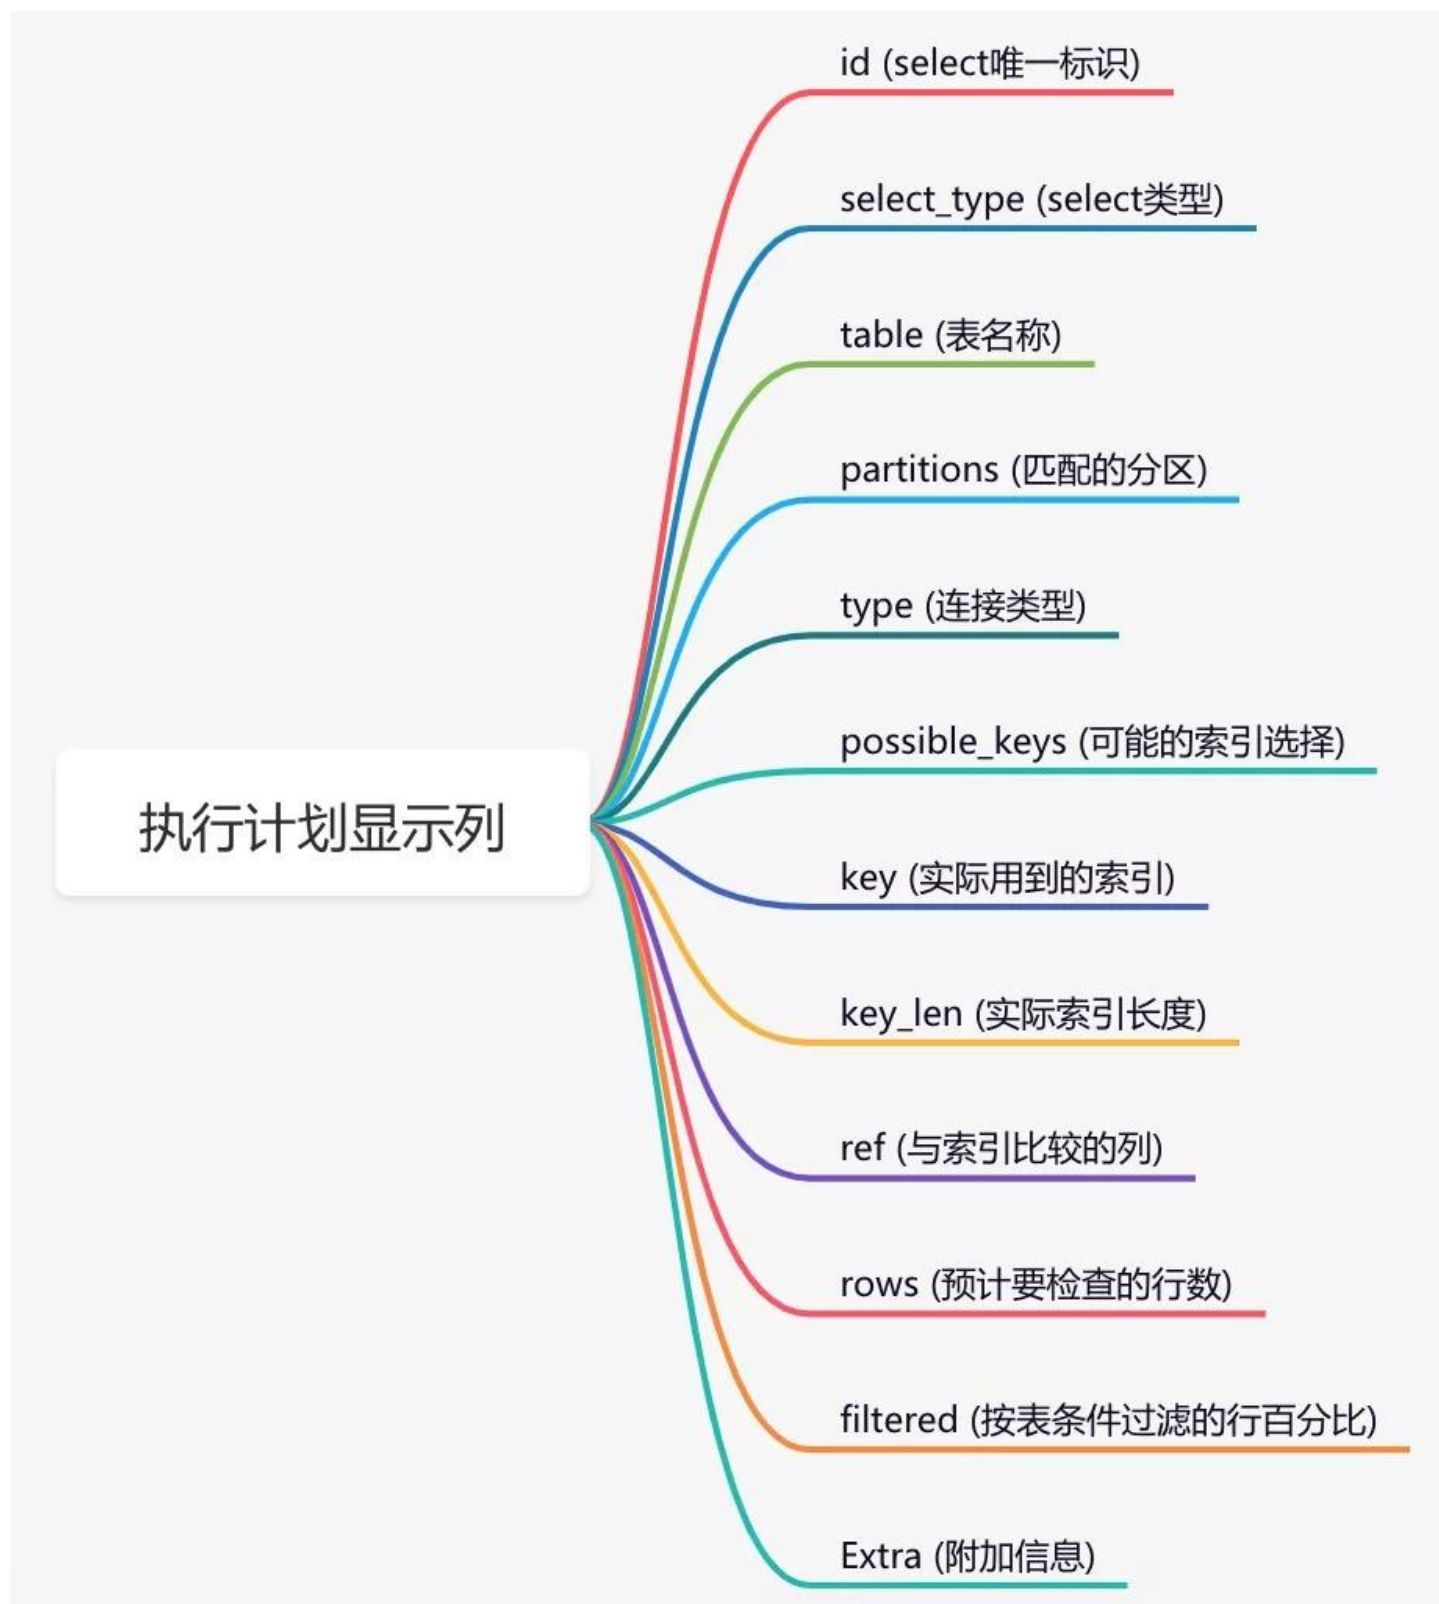 id (select唯一标识)
select_type (select类型)
table (表名称)
partitions (匹配的分区)
type (连接类型)
possible_keys (可能的索引选择)
执行计划显示列
key (实际用到的索引)
key_len (实际索引长度)
ref (与索引比较的列)
rows (预计要检查的行数)
filtered (按表条件过滤的行百分比)
Extra (附加信息)